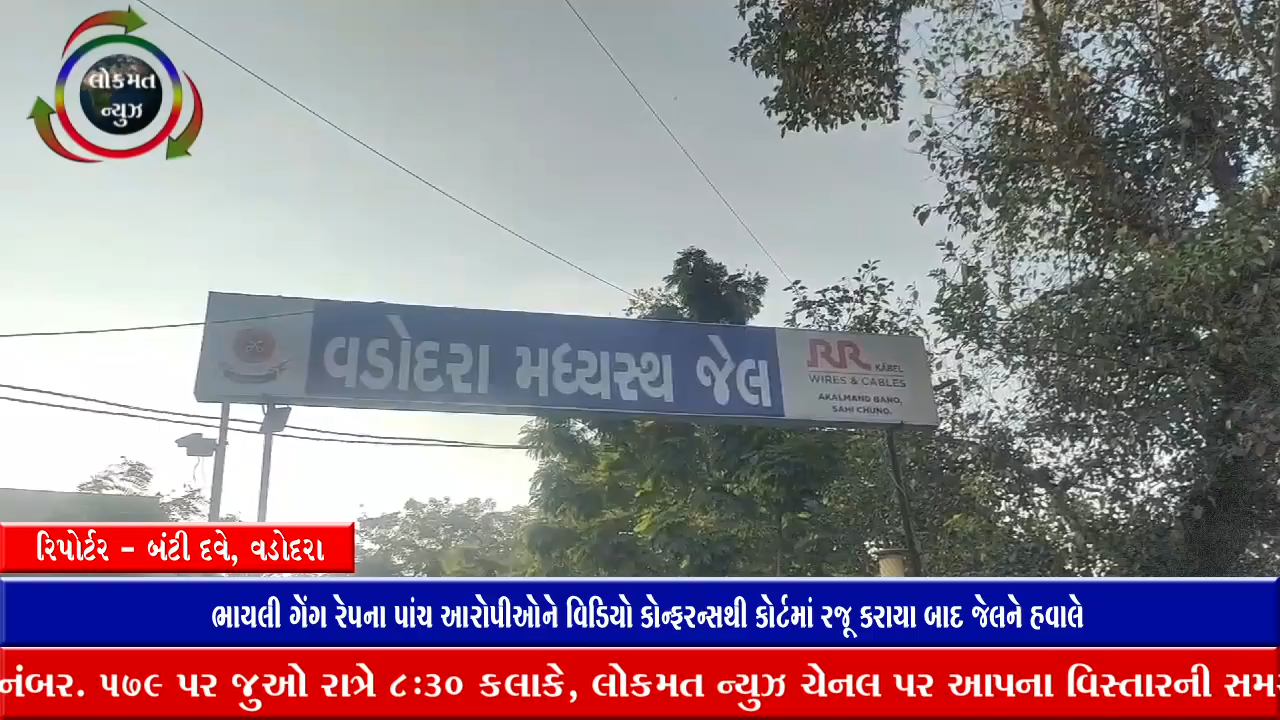 લોકમત
ન્યુઝ
વડોદરા મધ્યસ્થ જેલ
RR KABEL
WIRES & CABLES
AKALMAND BANO,
SAHI CHUNO.
રિપોર્ટર - બંટી દવે, વડોદરા
ભાયલી ગેંગ રેપના પાંચ આરોપીઓને વિડિયો કોન્ફરન્સથી કોર્ટમાં રજૂ કરાયા બાદ જેલને હવાલે
નંબર. ૫૭૯ પર જુઓ રાત્રે ૮:૩૦ કલાકે, લોકમત ન્યુઝ ચેનલ પર આપના વિસ્તારની